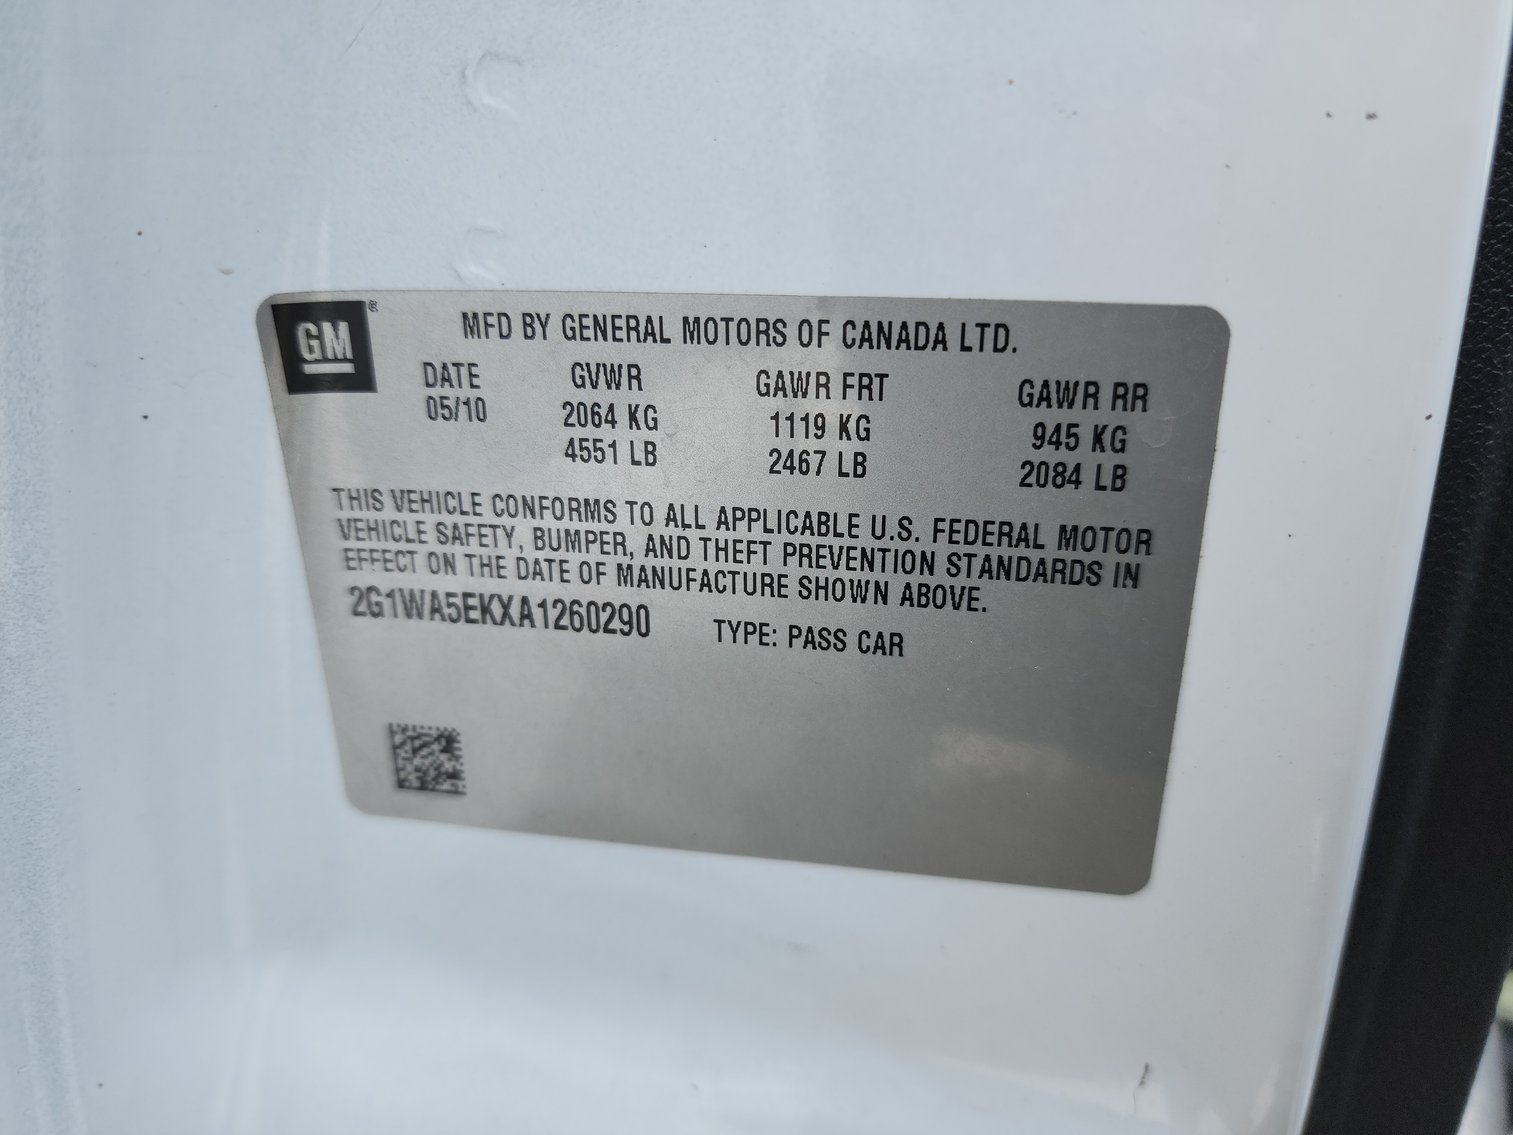 GM ®
MFD BY GENERAL MOTORS OF CANADA LTD.
DATE GVWR GAWR FRT GAWR RR
05/10 2064 KG 1119 KG 945 KG
4551 LB 2467 LB 2084 LB
THIS VEHICLE CONFORMS TO ALL APPLICABLE U.S. FEDERAL MOTOR
VEHICLE SAFETY, BUMPER, AND THEFT PREVENTION STANDARDS IN
EFFECT ON THE DATE OF MANUFACTURE SHOWN ABOVE.
2G1WA5EKXA1260290 TYPE: PASS CAR